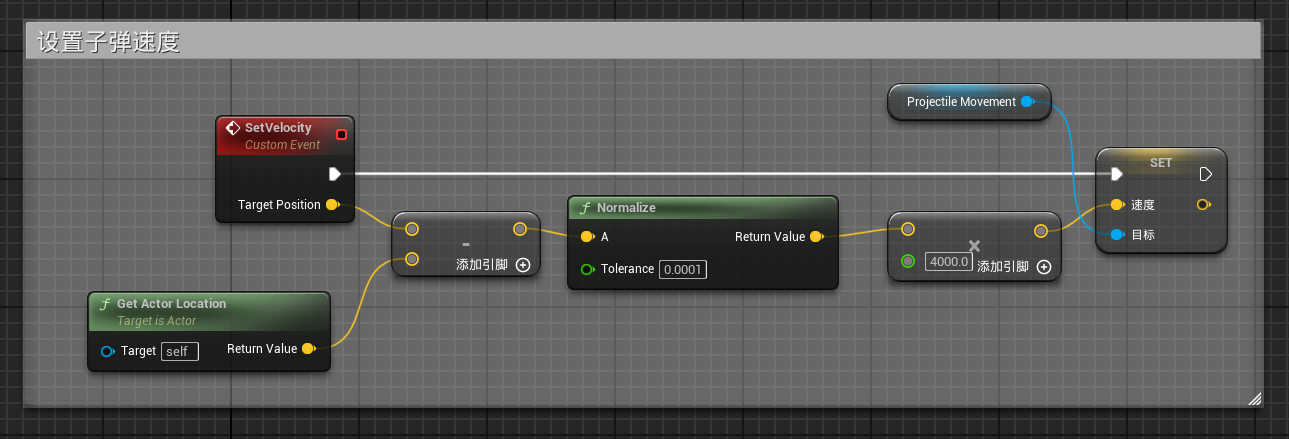 设置子弹速度
Projectile Movement
SetVelocity
Custom Event
Target Position
SET
速度
目标
-
添加引脚
Normalize
A
Return Value
Tolerance 0.0001
×
4000.0 添加引脚
Get Actor Location
Target is Actor
Target self
Return Value